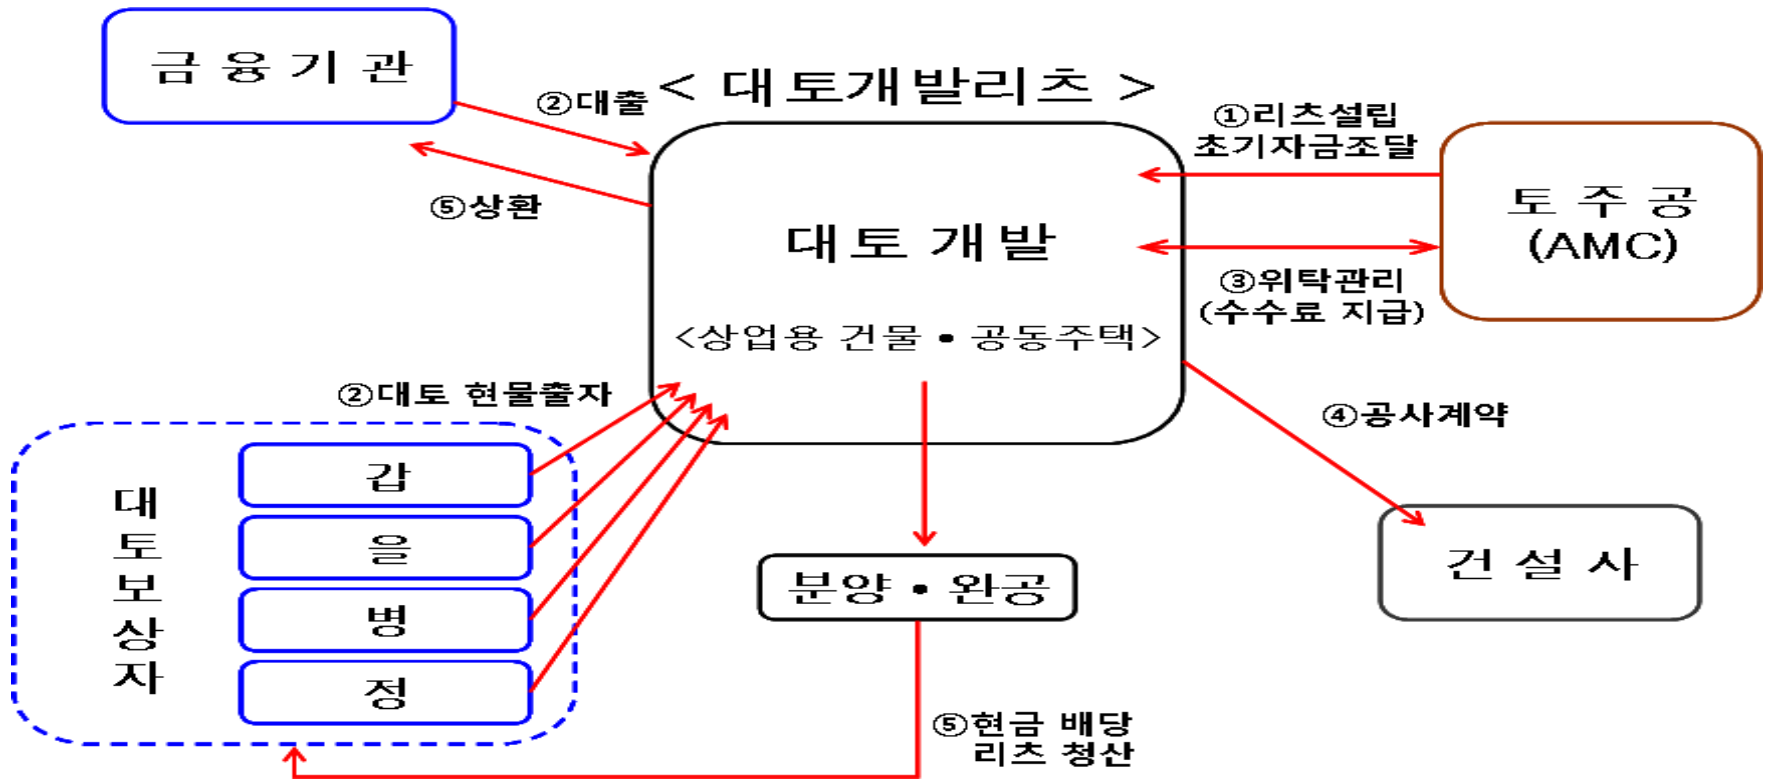 금 융 기 관
②대출
< 대토개발리츠 >
①리츠설립
초기자금조달
⑤상환
토 주 공
(AMC)
대토 개발
③위탁관리
(수수료 지급)
<상업용 건물 • 공동주택>
②대토 현물출자
④공사계약
대
토
보
상
자
갑
을
병
정
분양 • 완공
건 설 사
⑤현금 배당
리츠 청산